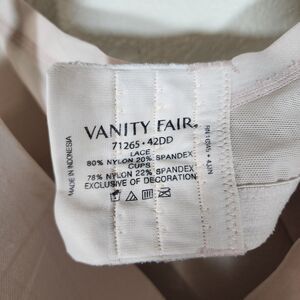 VANITY FAIR®
71265 • 42DD
LACE
80% NYLON 20% SPANDEX
CUPS
78% NYLON 22% SPANDEX
EXCLUSIVE OF DECORATION
MADE IN INDONESIA